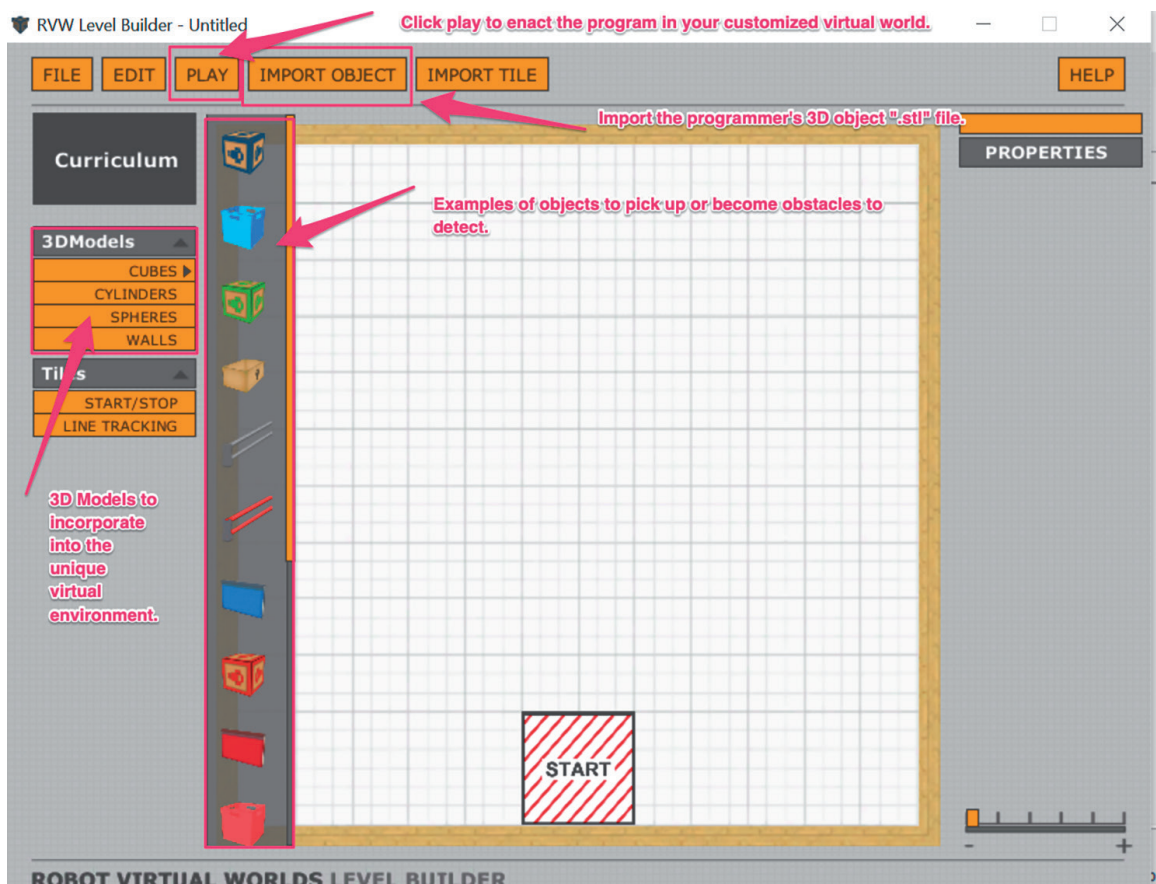 RVW Level Builder - Untitled
Click play to enact the program in your customized virtual world.
FILE EDIT PLAY IMPORT OBJECT IMPORT TILE HELP
Import the programmer's 3D object ".stl" file.
Curriculum
PROPERTIES
Examples of objects to pick up or become obstacles to
detect.
3DModels
CUBES
CYLINDERS
SPHERES
WALLS
Tiles
START/STOP
LINE TRACKING
3D Models to
incorporate
into the
unique
virtual
environment.
START
- +
ROBOT VIRTUAL WORLDS LEVEL BUILDER